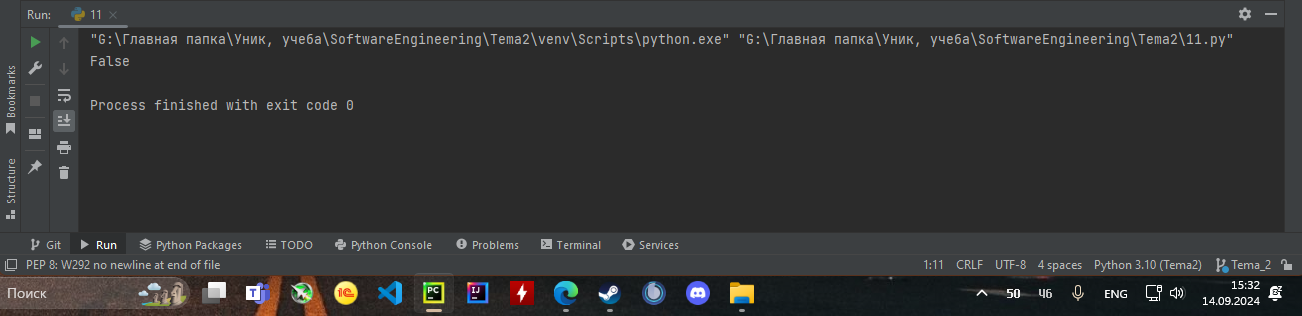 Run: 11
"G:\Главная папка\Уник, учеба\SoftwareEngineering\Tema2\venv\Scripts\python.exe" "G:\Главная папка\Уник, учеба\SoftwareEngineering\Tema2\11.py"
False
Process finished with exit code 0
Bookmarks
Structure
Git Run Python Packages TODO Python Console Problems Terminal Services
PEP 8: W292 no newline at end of file 1:11 CRLF UTF-8 4 spaces Python 3.10 (Tema2) Tema_2
Поиск PC IJ 50 Ч6 ENG 15:32
14.09.2024